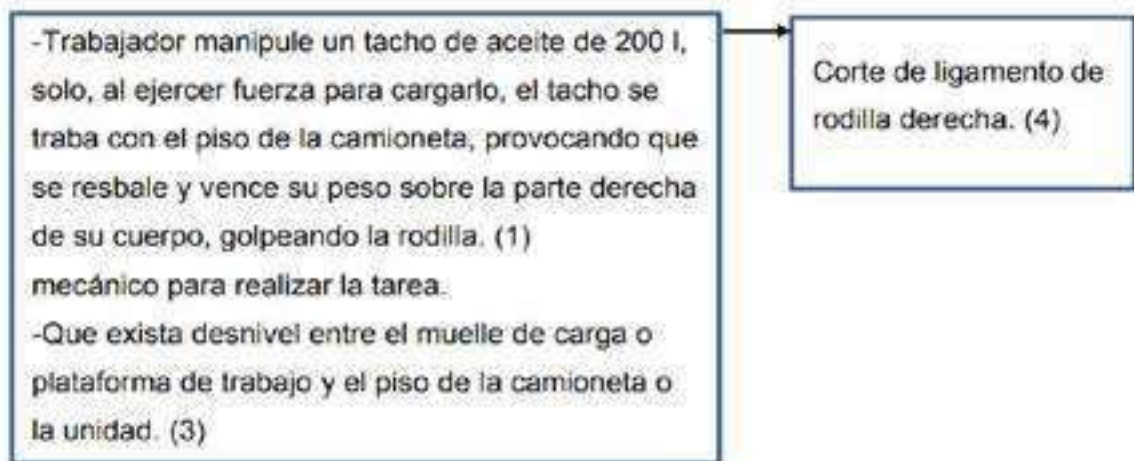 -Trabajador manipule un tacho de aceite de 200 l,
solo, al ejercer fuerza para cargarlo, el tacho se
traba con el piso de la camioneta, provocando que
se resbale y vence su peso sobre la parte derecha
de su cuerpo, golpeando la rodilla. (1)
mecánico para realizar la tarea.
-Que exista desnivel entre el muelle de carga o
plataforma de trabajo y el piso de la camioneta o
la unidad. (3)
Corte de ligamento de
rodilla derecha. (4)